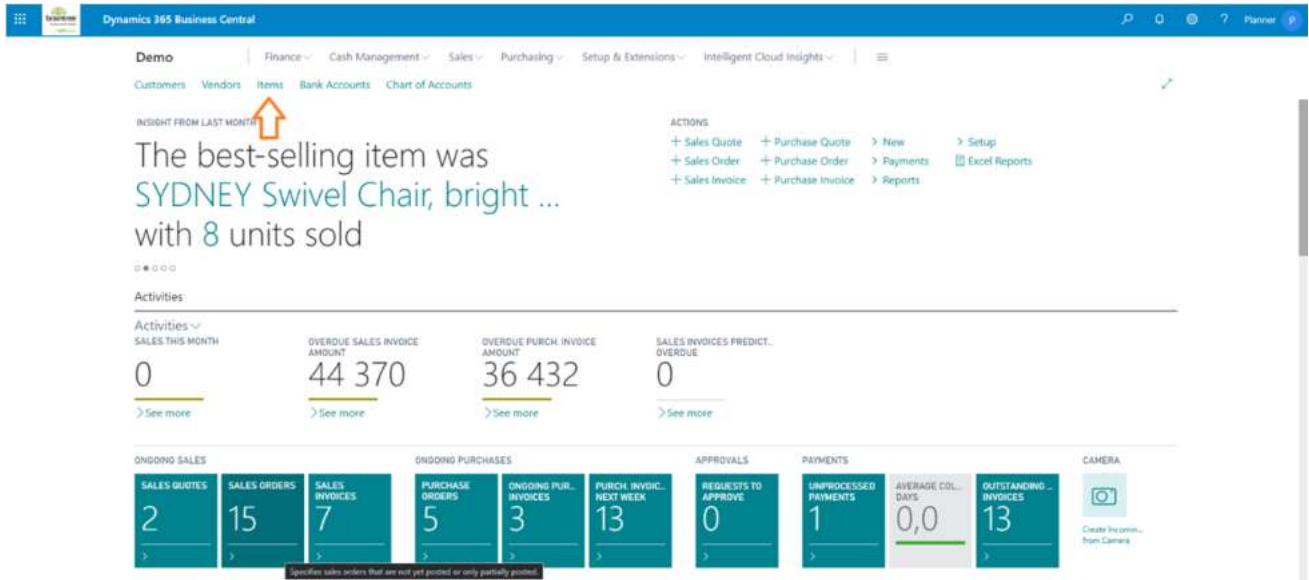 Dynamics 365 Business Central
Planner P
Demo Finance Cash Management Sales Purchasing Setup & Extensions Intelligent Cloud Insights
Customers Vendors Items Bank Accounts Chart of Accounts
INSIGHT FROM LAST MONTH
The best-selling item was
SYDNEY Swivel Chair, bright ...
with 8 units sold
ACTIONS
+ Sales Quote + Purchase Quote > New > Setup
+ Sales Order + Purchase Order > Payments Excel Reports
+ Sales Invoice + Purchase Invoice > Reports
Activities
Activities
SALES THIS MONTH
0
> See more
OVERDUE SALES INVOICE
AMOUNT
44 370
> See more
OVERDUE PURCH. INVOICE
AMOUNT
36 432
> See more
SALES INVOICES PREDICT...
OVERDUE
0
> See more
ONGOING SALES
SALES QUOTES
2
SALES ORDERS
15
SALES
INVOICES
7
ONGOING PURCHASES
PURCHASE
ORDERS
5
ONGOING PUR...
INVOICES
3
PURCH. INVOIC...
NEXT WEEK
13
APPROVALS
REQUESTS TO
APPROVE
0
PAYMENTS
UNPROCESSED
PAYMENTS
1
AVERAGE COL...
DAYS
0,0
OUTSTANDING ...
INVOICES
13
CAMERA
Create Incomin...
from Camera
Specifies sales orders that are not yet posted or only partially posted.